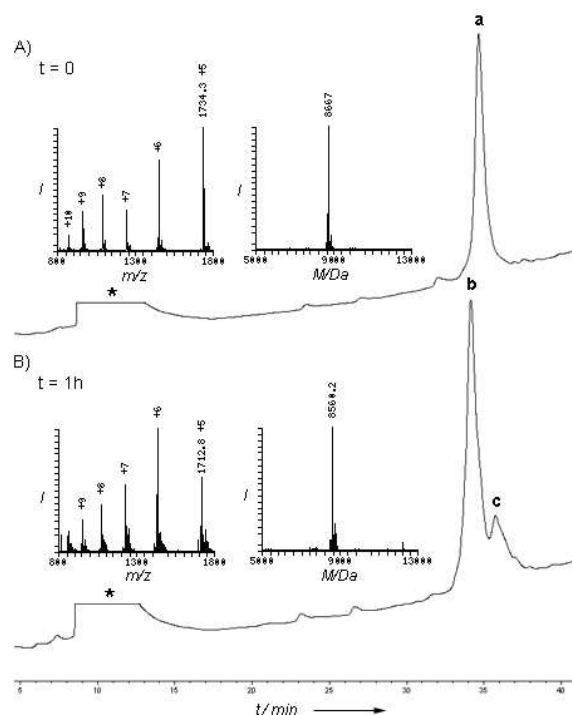 A)
t = 0
a
I
+10
+9
+8
+7
+6
1734.3 +5
800
1300
1800
m/z
I
8667
5000
9000
13000
M/Da
*
B)
t = 1h
b
c
I
+9
+8
+7
+6
1712.8 +5
800
1300
1800
m/z
I
8560.2
5000
9000
13000
M/Da
*
5 10 15 20 25 30 35 40
t/ min